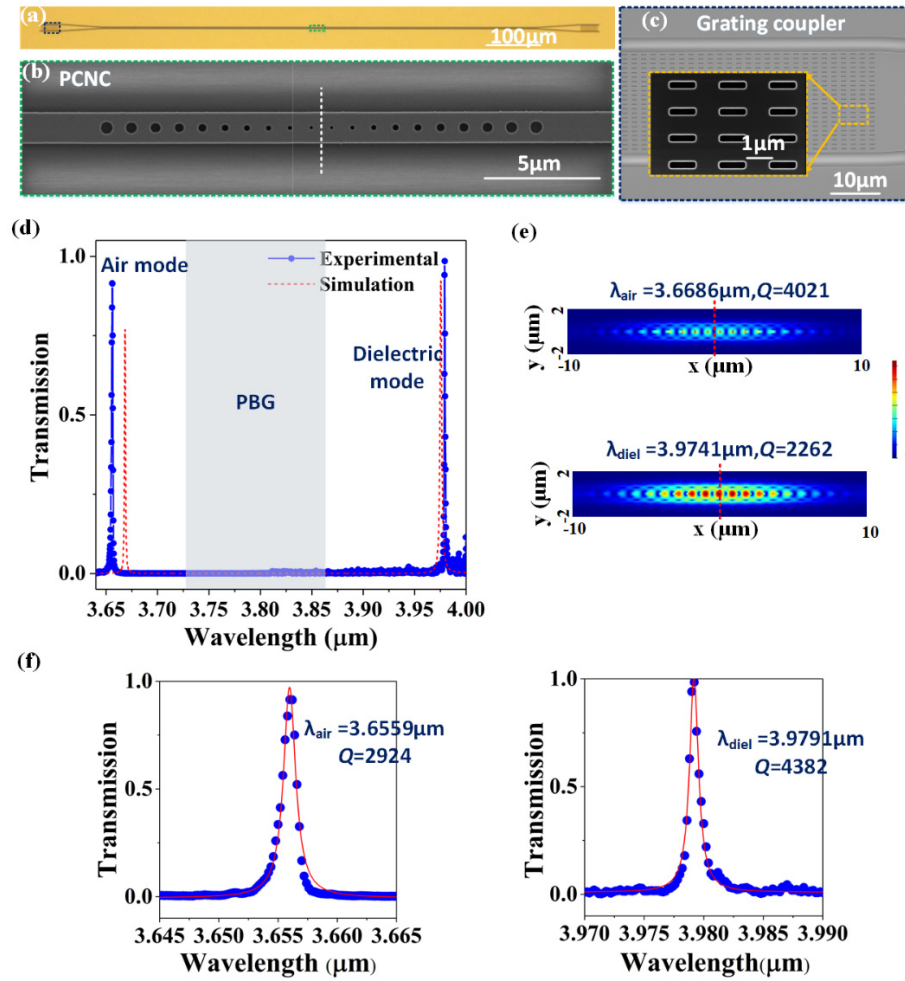 (a)
100μm
(b)
PCNC
5μm
(c)
Grating coupler
1μm
10μm
(d)
1.0
0.5
0.0
Transmission
Air mode
Experimental
Simulation
Dielectric
mode
PBG
3.65 3.70 3.75 3.80 3.85 3.90 3.95 4.00
Wavelength (μm)
(e)
λair =3.6686μm,Q=4021
2
-2
y (μm)
-10
x (μm)
10
λdiel =3.9741μm,Q=2262
2
-2
y (μm)
-10
x (μm)
10
(f)
1.0
0.5
0.0
Transmission
λair =3.6559μm
Q=2924
3.645 3.650 3.655 3.660 3.665
Wavelength (μm)
1.0
0.5
0.0
Transmission
λdiel =3.9791μm
Q=4382
3.970 3.975 3.980 3.985 3.990
Wavelength(μm)